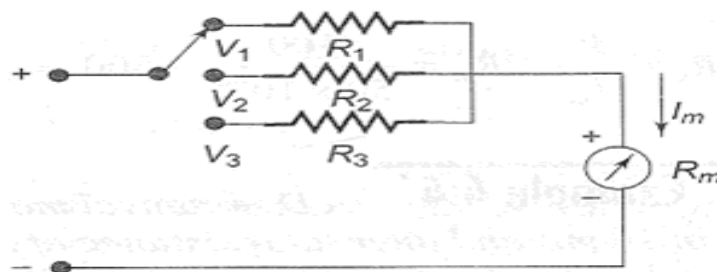 V1 R1
+ V2 R2 Im
V3 R3 + Rm
−
−